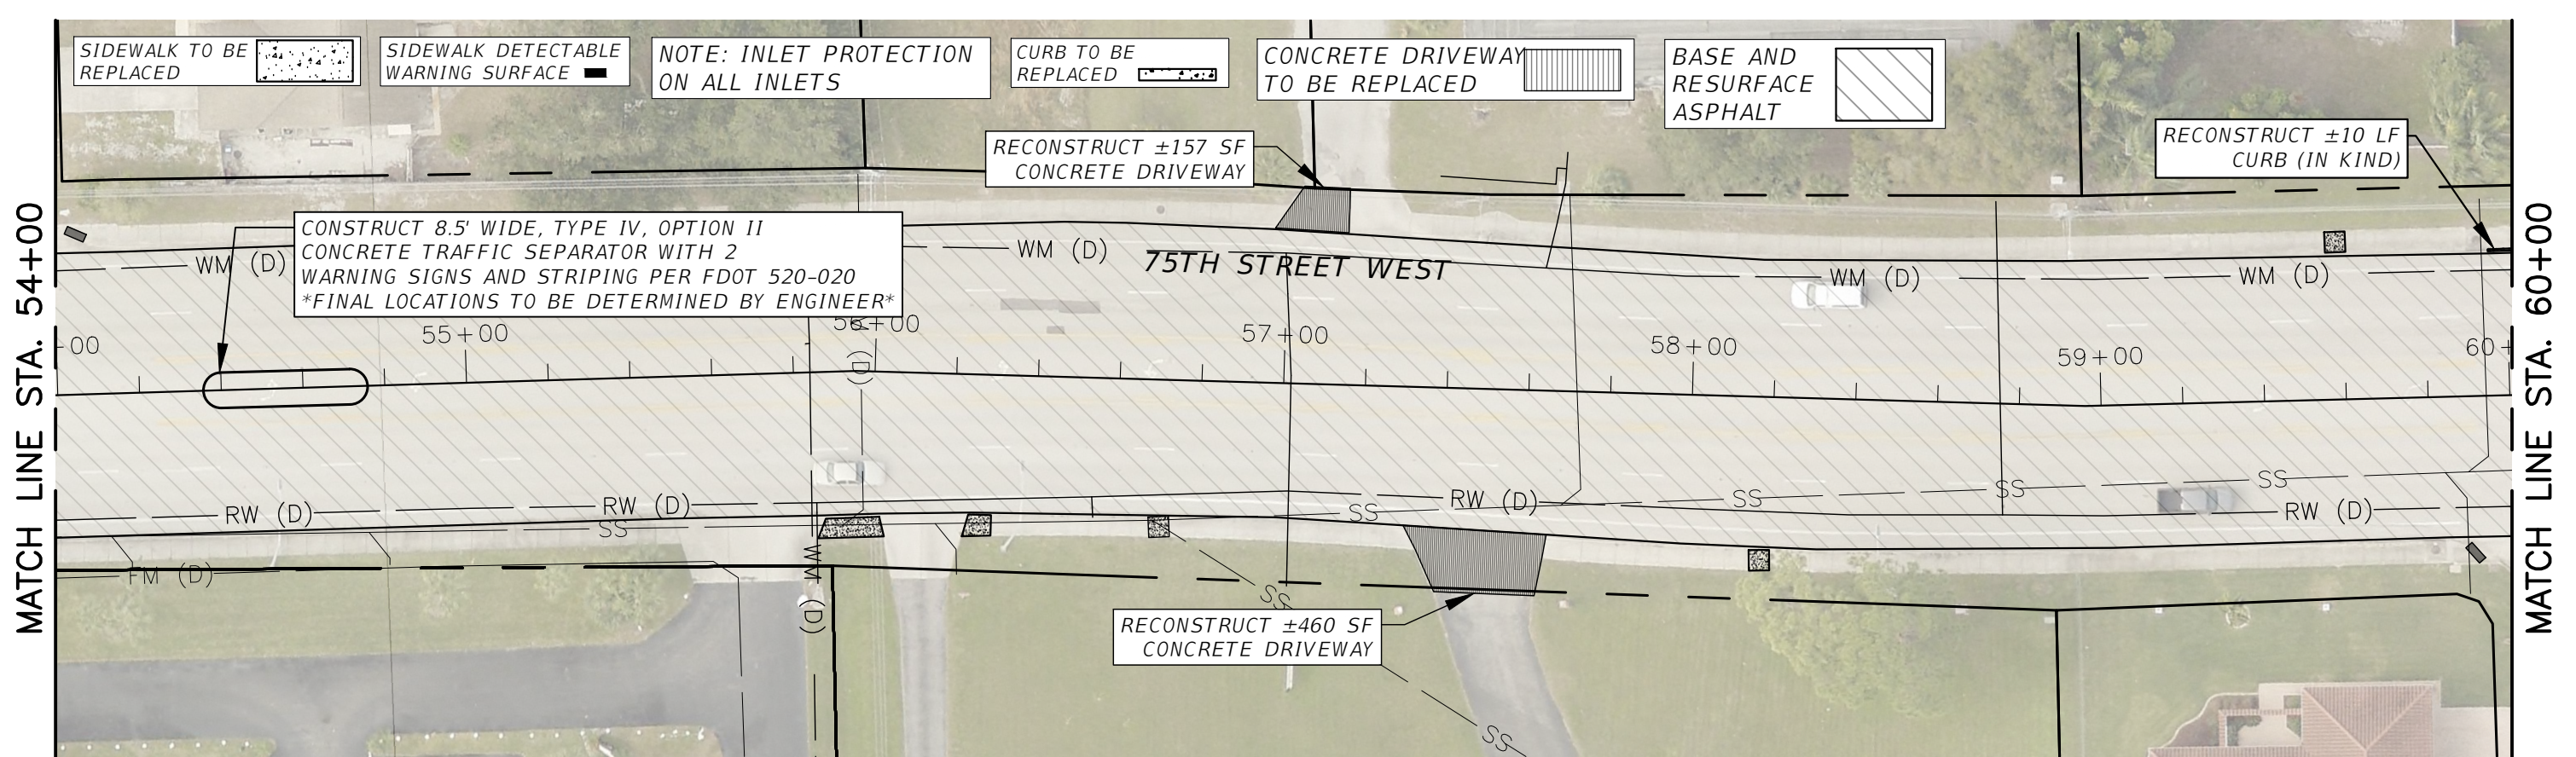 SIDEWALK TO BE
REPLACED
SIDEWALK DETECTABLE
WARNING SURFACE
NOTE: INLET PROTECTION
ON ALL INLETS
CURB TO BE
REPLACED
CONCRETE DRIVEWAY
TO BE REPLACED
BASE AND
RESURFACE
ASPHALT
RECONSTRUCT ±157 SF
CONCRETE DRIVEWAY
RECONSTRUCT ±10 LF
CURB (IN KIND)
MATCH LINE STA. 54+00
CONSTRUCT 8.5' WIDE, TYPE IV, OPTION II
CONCRETE TRAFFIC SEPARATOR WITH 2
WARNING SIGNS AND STRIPING PER FDOT 520-020
*FINAL LOCATIONS TO BE DETERMINED BY ENGINEER*
MATCH LINE STA. 60+00
WM (D)
WM (D)
75TH STREET WEST
WM (D)
WM (D)
00
55+00
56+00
57+00
58+00
59+00
60+
(D)
RW (D)
RW (D)
SS
SS
RW (D)
SS
SS
SS
RW (D)
FM (D)
WM (D)
SS
RECONSTRUCT ±460 SF
CONCRETE DRIVEWAY
SS